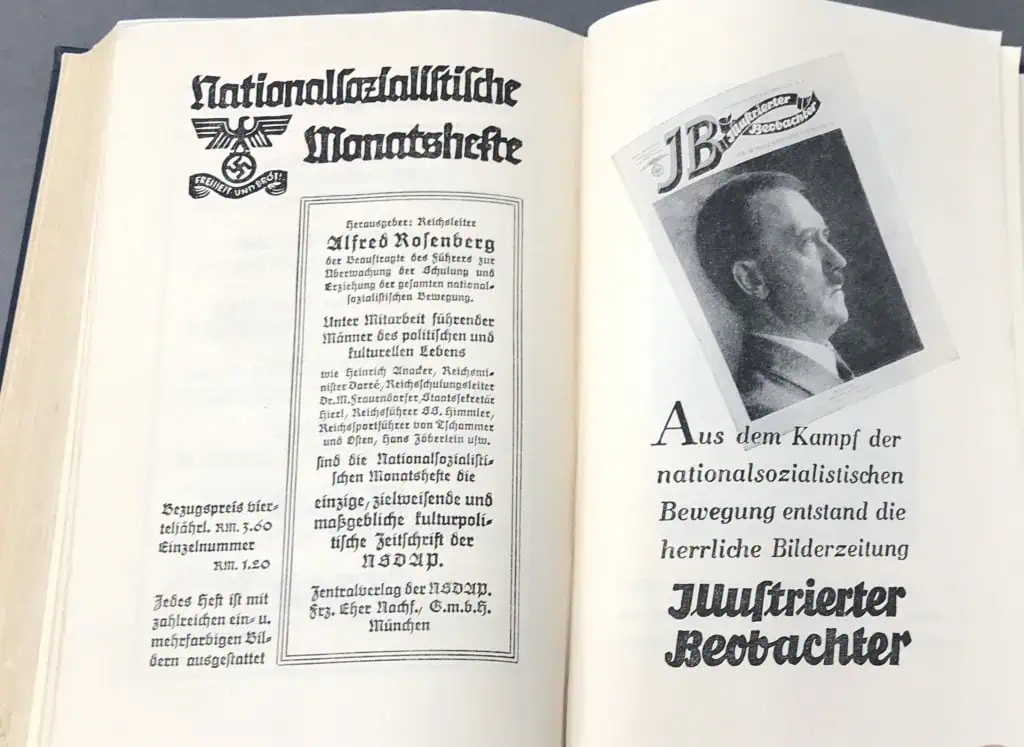 Nationalsozialistische
Monatshefte
FREIHEIT UND BROT!
Herausgeber: Reichsleiter
Alfred Rosenberg
der Beauftragte des Führers zur
Überwachung der Schulung und
Erziehung der gesamten national-
sozialistischen Bewegung.
Unter Mitarbeit führender
Männer des politischen und
kulturellen Lebens
wie Heinrich Anacker, Reichsmi-
nister Darré, Reichsschulungsleiter
Dr. M. Frauendorfer, Staatssekretär
Hierl, Reichsführer SS. Himmler,
Reichssportführer von Tschammer
und Osten, Hans Zöberlein usw.
sind die Nationalsozialisti-
schen Monatshefte die
einzige, zielweisende und
maßgebliche kulturpoli-
tische Zeitschrift der
NSDAP.
Zentralverlag der NSDAP.
Frz. Eher Nachf., G.m.b.H.
München
Bezugspreis vier-
teljährl. RM. 3.60
Einzelnummer
RM. 1.20
Jedes Heft ist mit
zahlreichen ein- u.
mehrfarbigen Bil-
dern ausgestattet
JB Illustrierter
Beobachter
Aus dem Kampf der
nationalsozialistischen
Bewegung entstand die
herrliche Bilderzeitung
Illustrierter
Beobachter